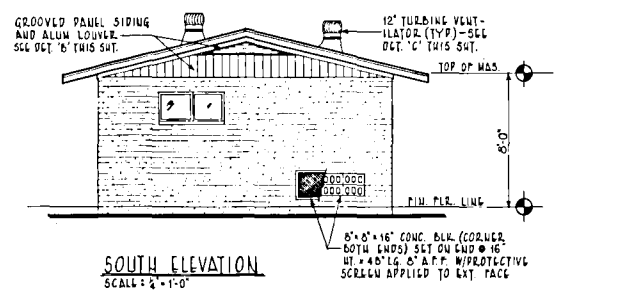 GROOVED PANEL SIDING
AND ALUM LOUVER
SEE DET. 'B' THIS SHT.
12" TURBINE VENT-
ILATOR (TYP) - SEE
DET. 'C' THIS SHT.
TOP OF MAS.
8'-0"
FIN. FLR. LINE
8" x 8" x 16" CONC. BLK (CORNER
BOTH ENDS) SET ON END @ 16"
HT. x 48" LG. 8" A.F.F. W/PROTECTIVE
SCREEN APPLIED TO EXT. FACE
SOUTH ELEVATION
SCALE: ¼" = 1'-0"